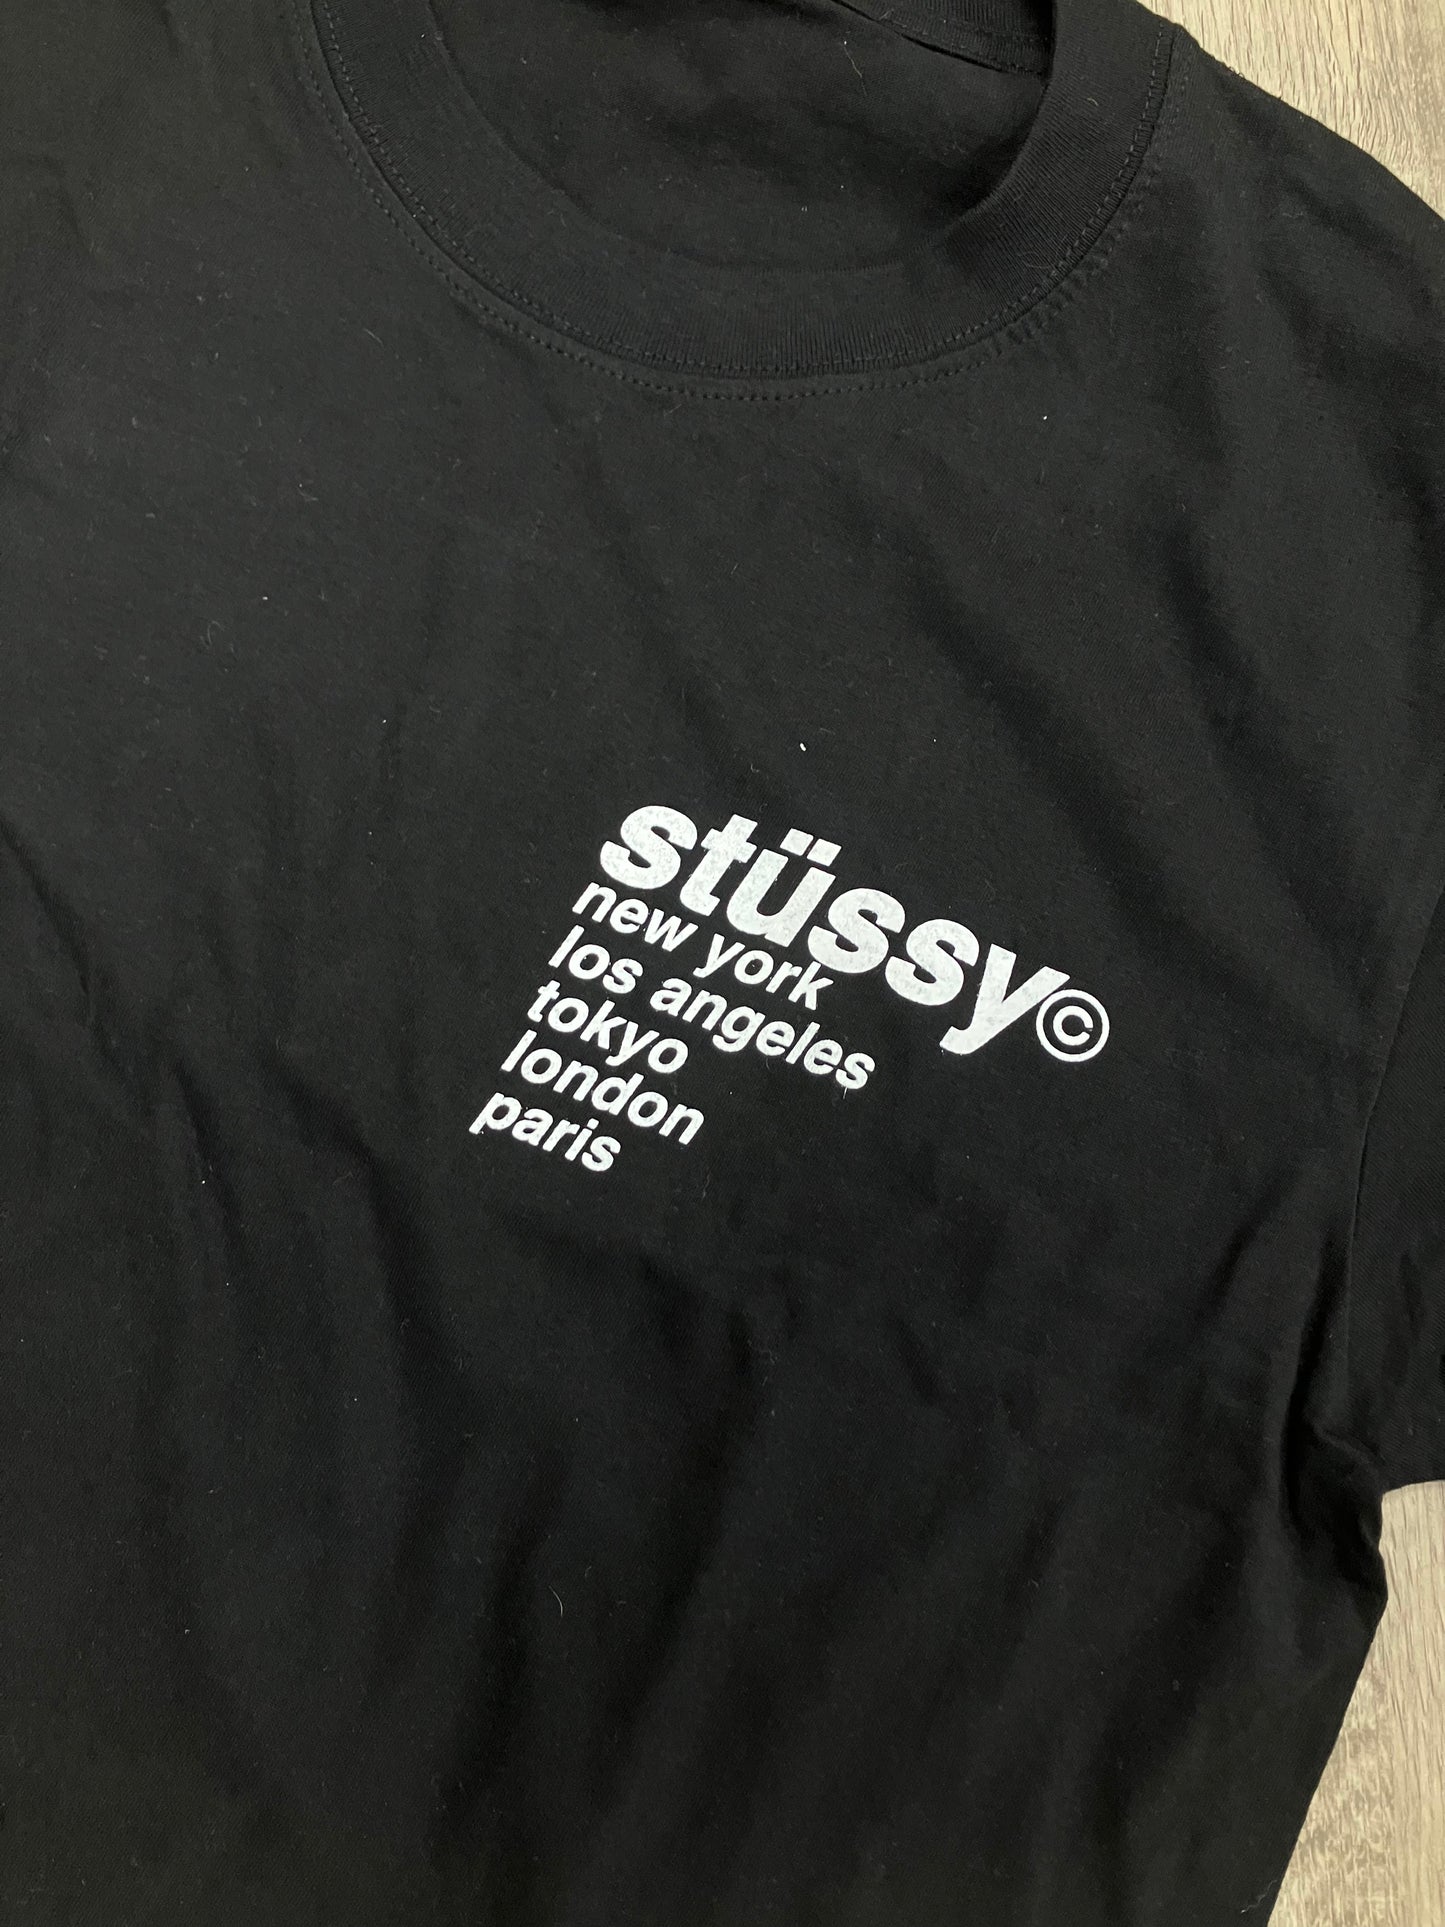 stüssy©
new york
los angeles
tokyo
london
paris